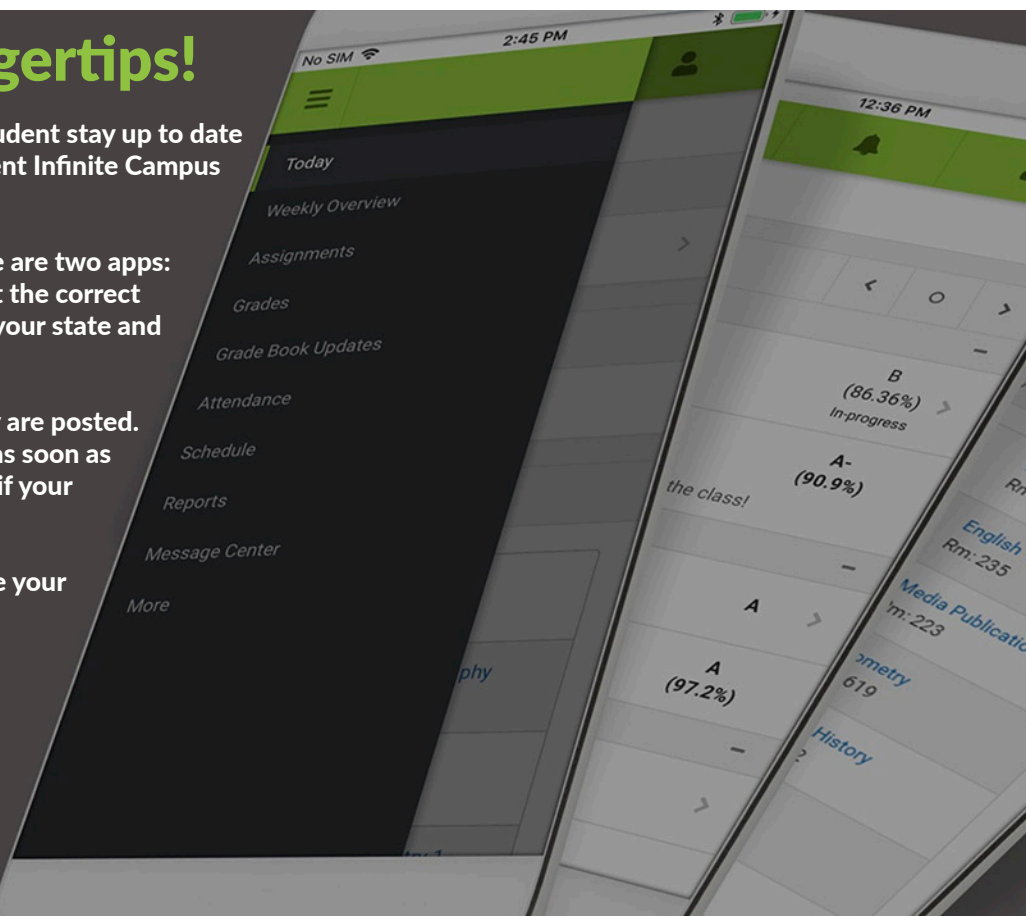 gertips!
udent stay up to date
ent Infinite Campus
e are two apps:
t the correct
your state and
are posted.
as soon as
if your
e your
No SIM
2:45 PM
Today
Weekly Overview
Assignments
Grades
Grade Book Updates
Attendance
Schedule
Reports
Message Center
More
phy
12:36 PM
B
(86.36%)
In-progress
A-
(90.9%)
the class!
A
A
(97.2%)
English
Rm: 235
Media Publicatio
m: 223
ometry
619
History
2